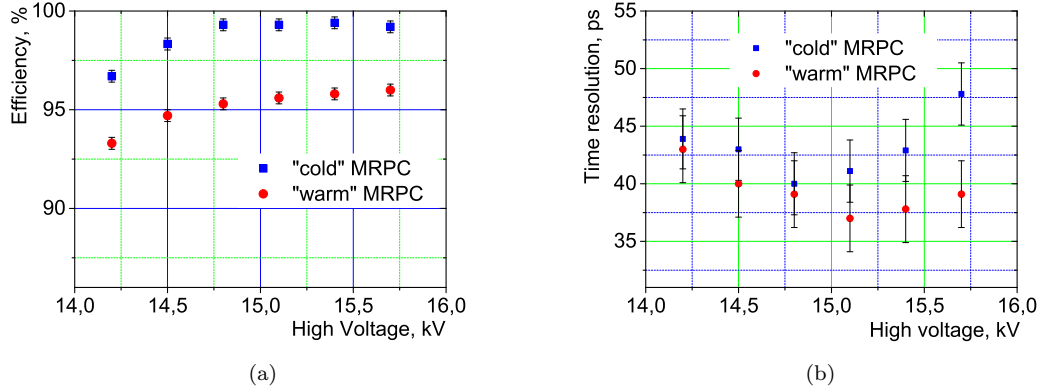 100
95
90
Efficiency, %
"cold" MRPC
"warm" MRPC
14,0 14,5 15,0 15,5 16,0
High Voltage, kV
(a)
55
50
45
40
35
Time resolution, ps
"cold" MRPC
"warm" MRPC
14,0 14,5 15,0 15,5 16,0
High voltage, kV
(b)